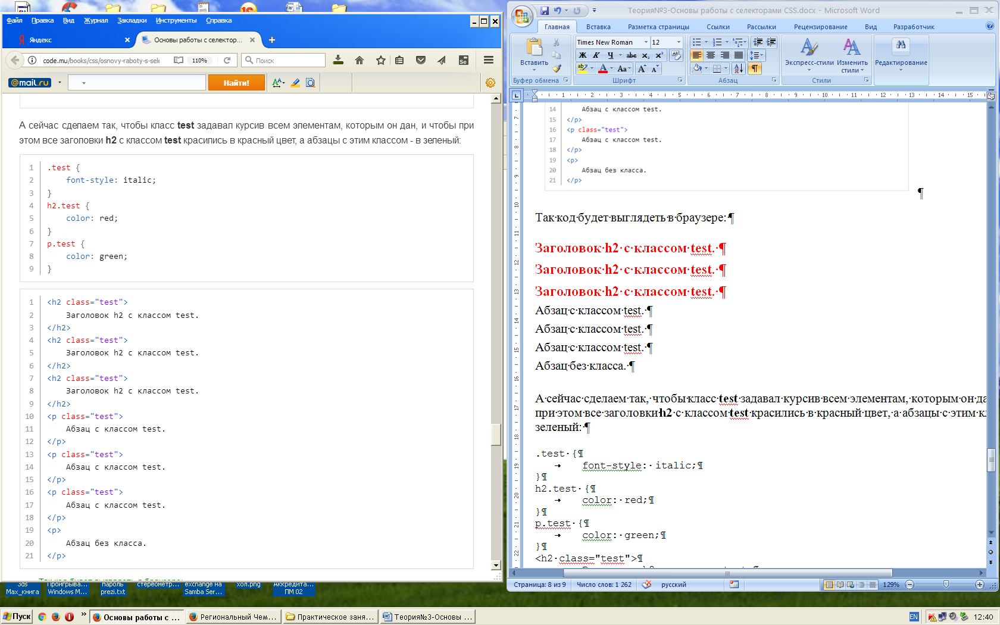 Файл Правка Вид Журнал Закладки Инструменты Справка
Яндекс
Основы работы с селектор...
code.mu/books/css/osnovy-raboty-s-sele
110%
Поиск
@mail.ru
Найти!
А сейчас сделаем так, чтобы класс test задавал курсив всем элементам, которым он дан, и чтобы при
этом все заголовки h2 с классом test красились в красный цвет, а абзацы с этим классом - в зеленый:
1 .test {
2 font-style: italic;
3 }
4 h2.test {
5 color: red;
6 }
7 p.test {
8 color: green;
9 }
1 <h2 class="test">
2 Заголовок h2 с классом test.
3 </h2>
4 <h2 class="test">
5 Заголовок h2 с классом test.
6 </h2>
7 <h2 class="test">
8 Заголовок h2 с классом test.
9 </h2>
10 <p class="test">
11 Абзац с классом test.
12 </p>
13 <p class="test">
14 Абзац с классом test.
15 </p>
16 <p class="test">
17 Абзац с классом test.
18 </p>
19 <p>
20 Абзац без класса.
21 </p>
Теория№3-Основы работы с селекторами CSS.docx - Microsoft Word
Главная Вставка Разметка страницы Ссылки Рассылки Рецензирование Вид Разработчик
Вставить
Times New Roman 12
Экспресс-стили
Изменить
стили
Редактирование
Буфер обмена Шрифт Абзац Стили
14 Абзац с классом test.
15 </p>
16 <p class="test">
17 Абзац с классом test.
18 </p>
19 <p>
20 Абзац без класса.
21 </p>
¶
Так·код·будет·выглядеть·в·браузере:·¶
Заголовок·h2·с·классом·test.·¶
Заголовок·h2·с·классом·test.·¶
Заголовок·h2·с·классом·test.·¶
Абзац·с·классом·test.·¶
Абзац·с·классом·test.·¶
Абзац·с·классом·test.·¶
Абзац·без·класса.·¶
А·сейчас·сделаем·так,·чтобы·класс·test·задавал·курсив·всем·элементам,·которым·он·да
при·этом·все·заголовки·h2·с·классом·test·красились·в·красный·цвет,·а·абзацы·с·этим·кл
зеленый:·¶
.test·{¶
→ font-style:·italic;¶
}¶
h2.test·{¶
→ color:·red;¶
}¶
p.test·{¶
→ color:·green;¶
}¶
<h2·class="test">¶
Страница: 8 из 9 Число слов: 1 262 русский 129%
3ds
Max_книга
Проигрыва...
Windows M...
пароль
prezi.txt
стереометр...
exchange на
Samba Ser...
хол.png
Аккредита...
ПМ 02
Пуск
»
Основы работы с ...
Региональный Чем...
Практическое заня...
Теория№3-Основы ...
EN
12:40